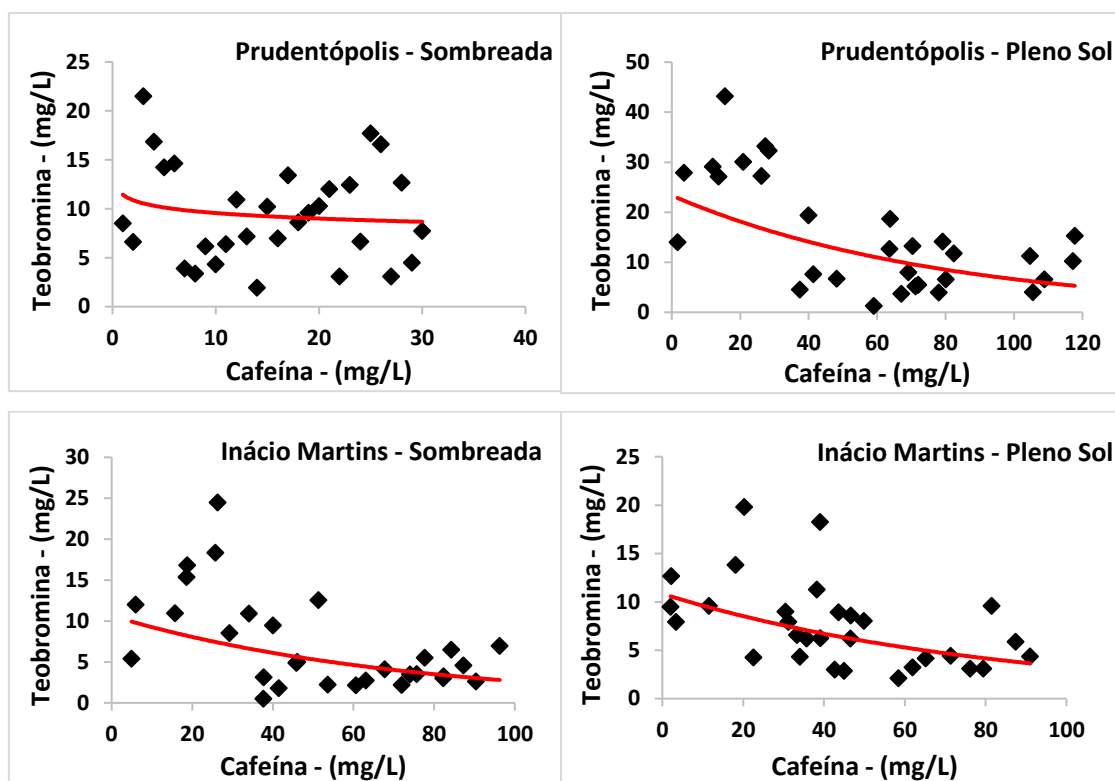 Prudentópolis - Sombreada
Teobromina - (mg/L)
25
20
15
10
5
0
0 10 20 30 40
Cafeína - (mg/L)
Prudentópolis - Pleno Sol
Teobromina - (mg/L)
50
40
30
20
10
0
0 20 40 60 80 100 120
Cafeína - (mg/L)
Inácio Martins - Sombreada
Teobromina - (mg/L)
30
25
20
15
10
5
0
0 20 40 60 80 100
Cafeína - (mg/L)
Inácio Martins - Pleno Sol
Teobromina - (mg/L)
25
20
15
10
5
0
0 20 40 60 80 100
Cafeína - (mg/L)